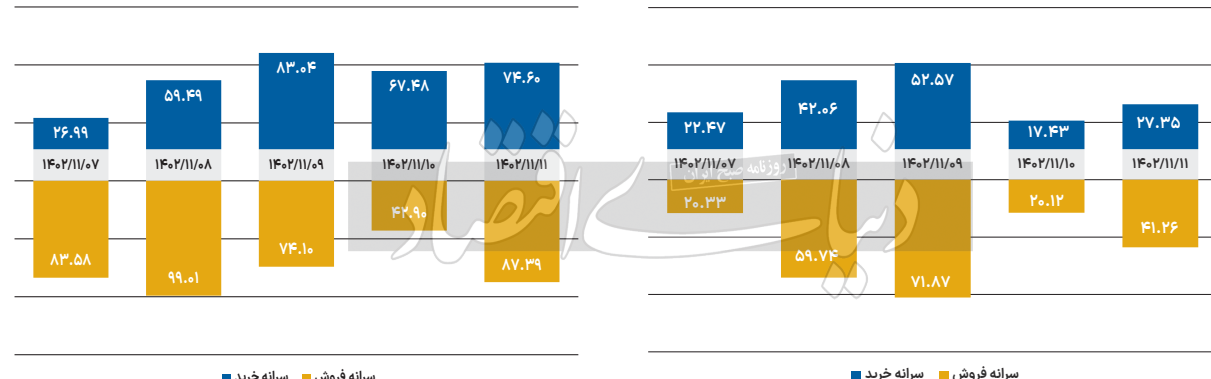 ۲۶.۹۹ ۵۹.۴۹ ۸۳.۰۴ ۶۷.۴۸ ۷۴.۶۰
۱۴۰۲/۱۱/۰۷ ۱۴۰۲/۱۱/۰۸ ۱۴۰۲/۱۱/۰۹ ۱۴۰۲/۱۱/۱۰ ۱۴۰۲/۱۱/۱۱
۸۳.۵۸ ۹۹.۰۱ ۷۴.۱۰ ۴۲.۹۰ ۸۷.۳۹
سرانه فروش سرانه خرید
۲۲.۴۷ ۴۲.۰۶ ۵۲.۵۷ ۱۷.۴۳ ۲۷.۳۵
۱۴۰۲/۱۱/۰۷ ۱۴۰۲/۱۱/۰۸ ۱۴۰۲/۱۱/۰۹ ۱۴۰۲/۱۱/۱۰ ۱۴۰۲/۱۱/۱۱
۲۰.۳۳ ۵۹.۷۴ ۷۱.۸۷ ۲۰.۱۲ ۴۱.۲۶
سرانه فروش سرانه خرید
روزنامه صبح ایران
دنیای اقتصاد